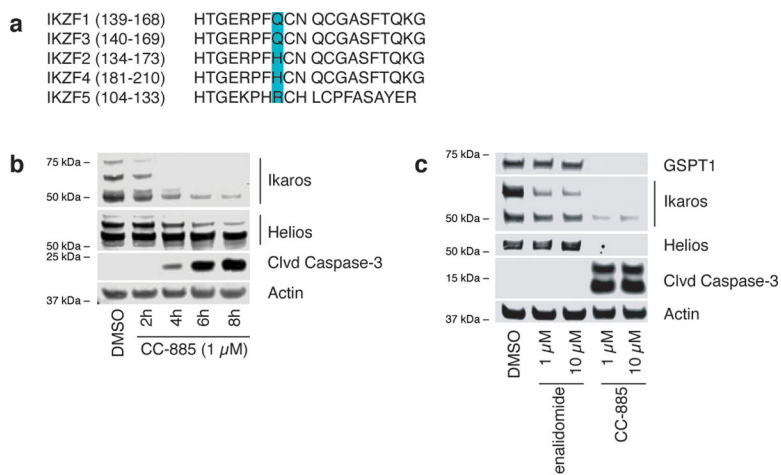 a
IKZF1 (139-168) HTGERPFQCN QCGASFTQKG
IKZF3 (140-169) HTGERPFQCN QCGASFTQKG
IKZF2 (134-173) HTGERPFHCN QCGASFTQKG
IKZF4 (181-210) HTGERPFHCN QCGASFTQKG
IKZF5 (104-133) HTGEKPHRCH LCPFASAYER
b
75 kDa –
50 kDa –
Ikaros
Helios
50 kDa –
25 kDa –
Clvd Caspase-3
Actin
37 kDa –
DMSO
2h
4h
6h
8h
CC-885 (1 µM)
c
75 kDa –
GSPT1
Ikaros
50 kDa –
Helios
50 kDa –
15 kDa –
Clvd Caspase-3
Actin
37 kDa –
DMSO
1 µM
10 µM
1 µM
10 µM
enalidomide
CC-885